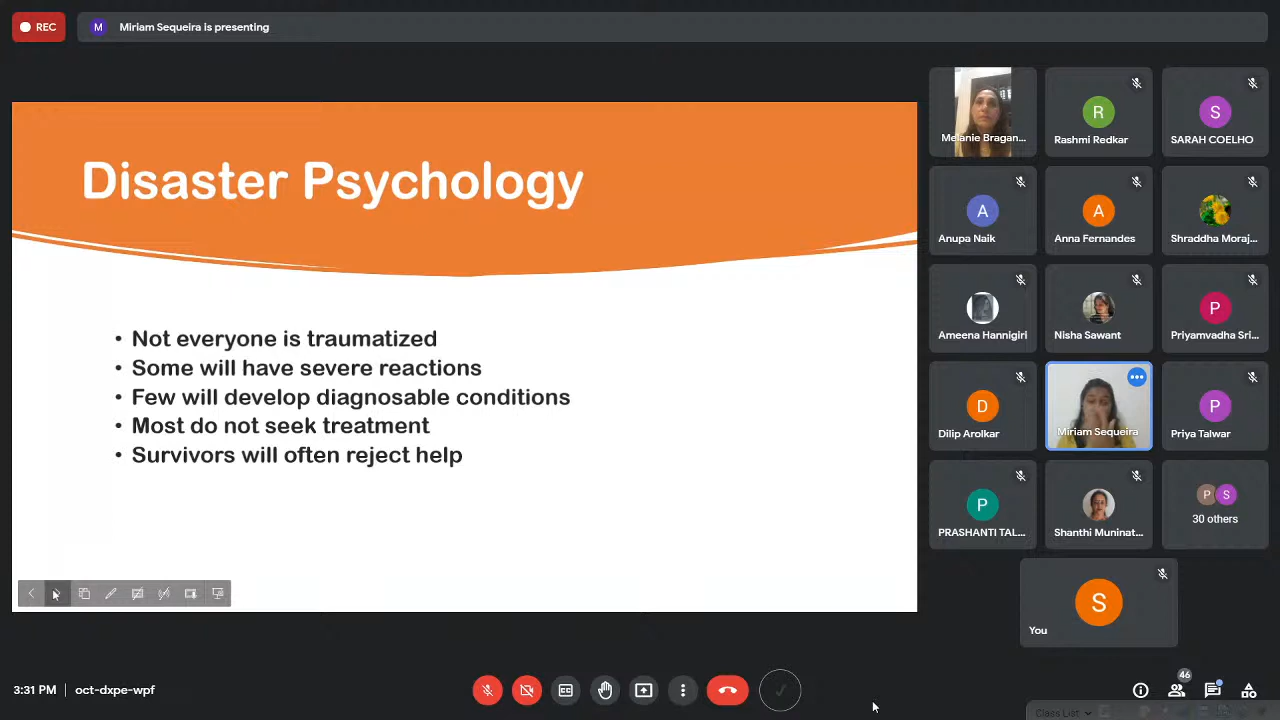 REC
M
Miriam Sequeira is presenting
Disaster Psychology
• Not everyone is traumatized
• Some will have severe reactions
• Few will develop diagnosable conditions
• Most do not seek treatment
• Survivors will often reject help
Melanie Bragan...
R
Rashmi Redkar
S
SARAH COELHO
A
Anupa Naik
A
Anna Fernandes
Shraddha Moraj...
Ameena Hannigiri
Nisha Sawant
P
Priyamvadha Sri...
D
Dilip Arolkar
Miriam Sequeira
P
Priya Talwar
P
PRASHANTI TAL...
Shanthi Muninat...
P S
30 others
S
You
3:31 PM | oct-dxpe-wpf
CC
46
Class List